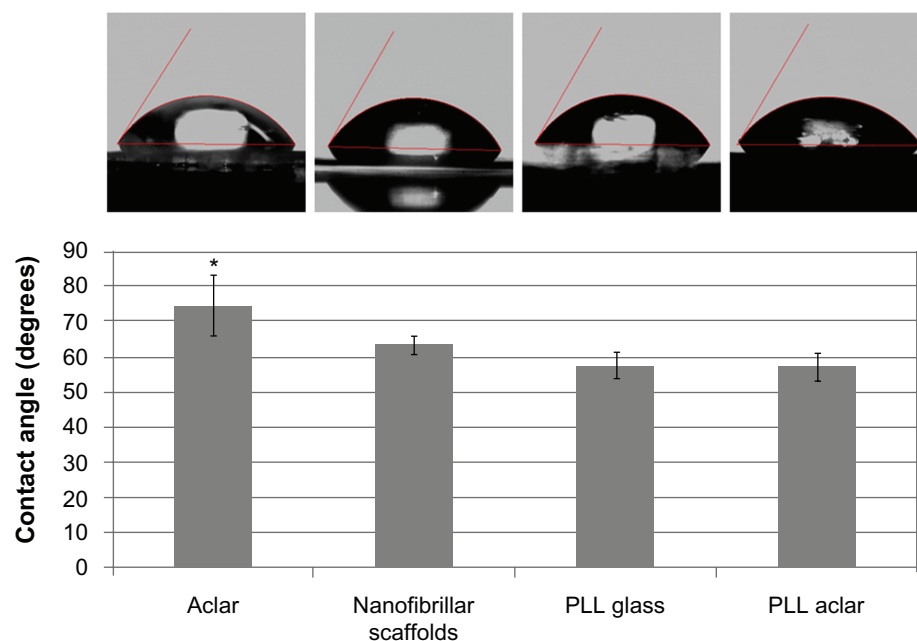 Contact angle (degrees)
90
80
70
60
50
40
30
20
10
0
*
Aclar
Nanofibrillar
scaffolds
PLL glass
PLL aclar